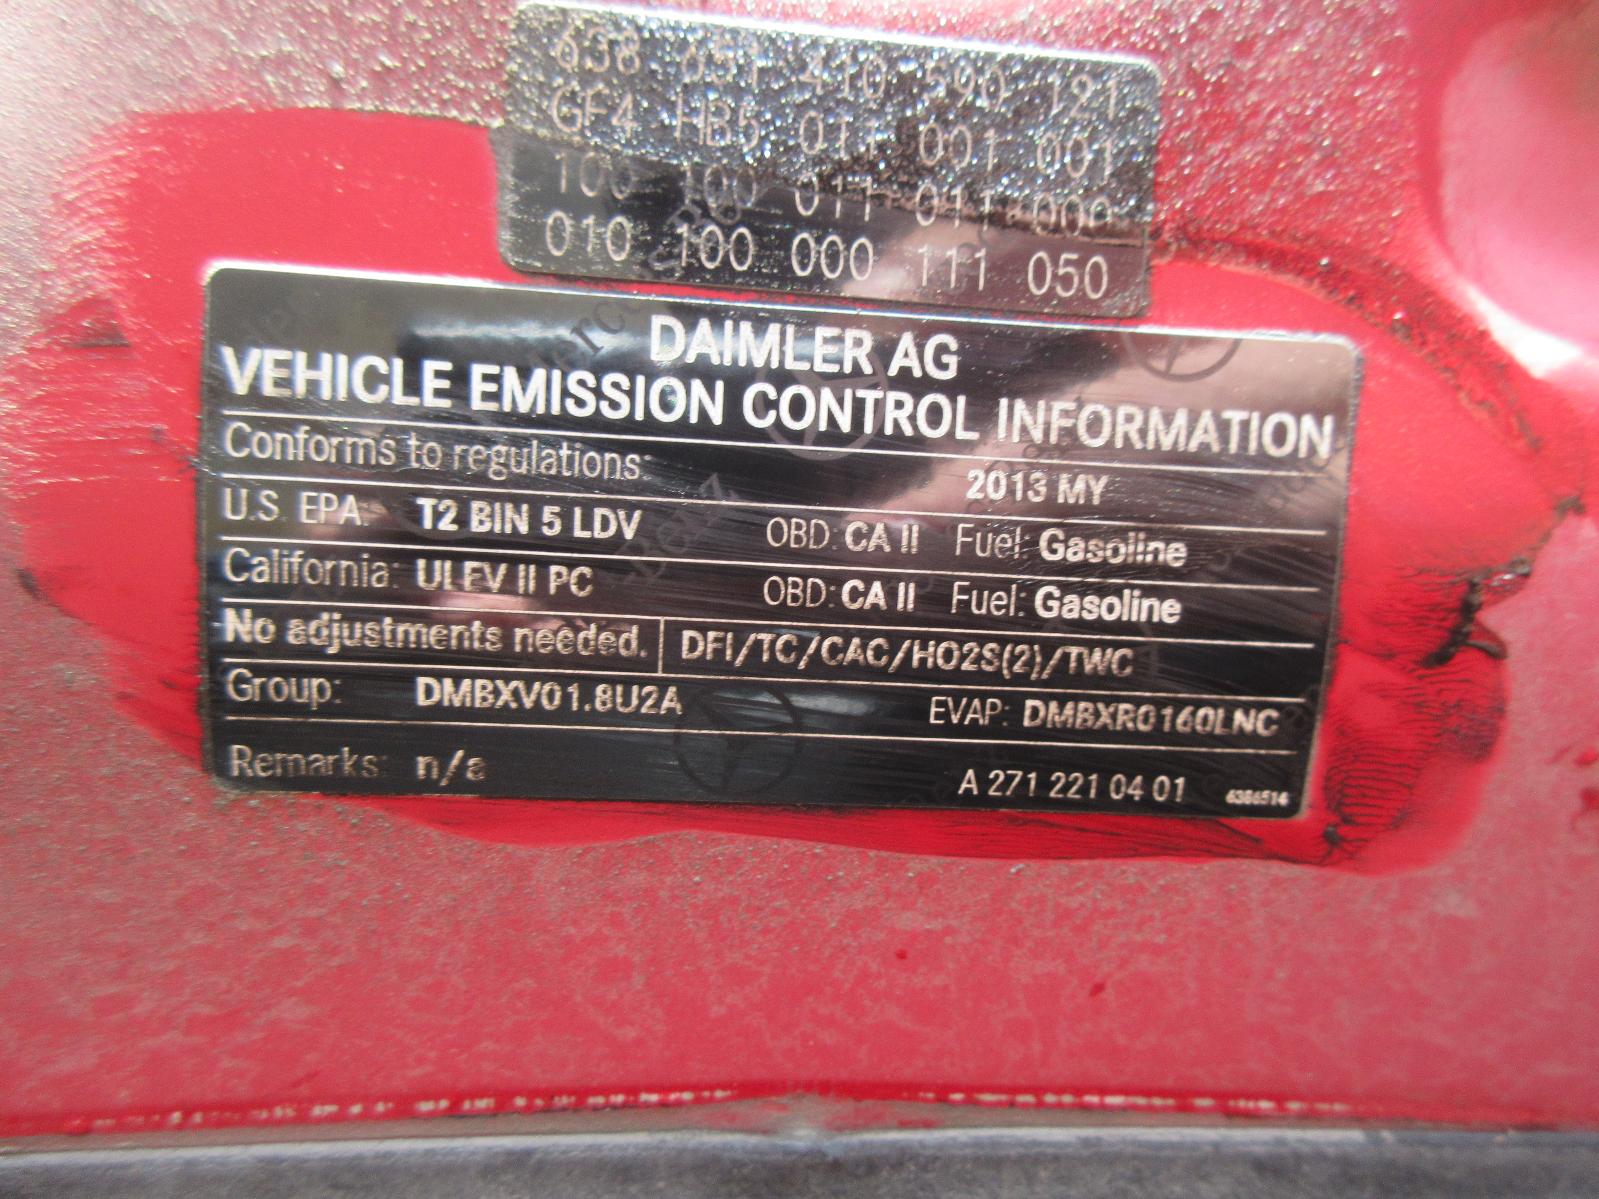 638 651 410 590 121
GF4 HB5 011 001 001
100 100 011 011 000
010 100 000 111 050
DAIMLER AG
VEHICLE EMISSION CONTROL INFORMATION
Conforms to regulations: 2013 MY
U.S. EPA: T2 BIN 5 LDV OBD: CA II Fuel: Gasoline
California: ULEV II PC OBD: CA II Fuel: Gasoline
No adjustments needed. DFI/TC/CAC/HO2S(2)/TWC
Group: DMBXV01.8U2A EVAP: DMBXR0160LNC
Remarks: n/a A 271 221 04 01 6386514